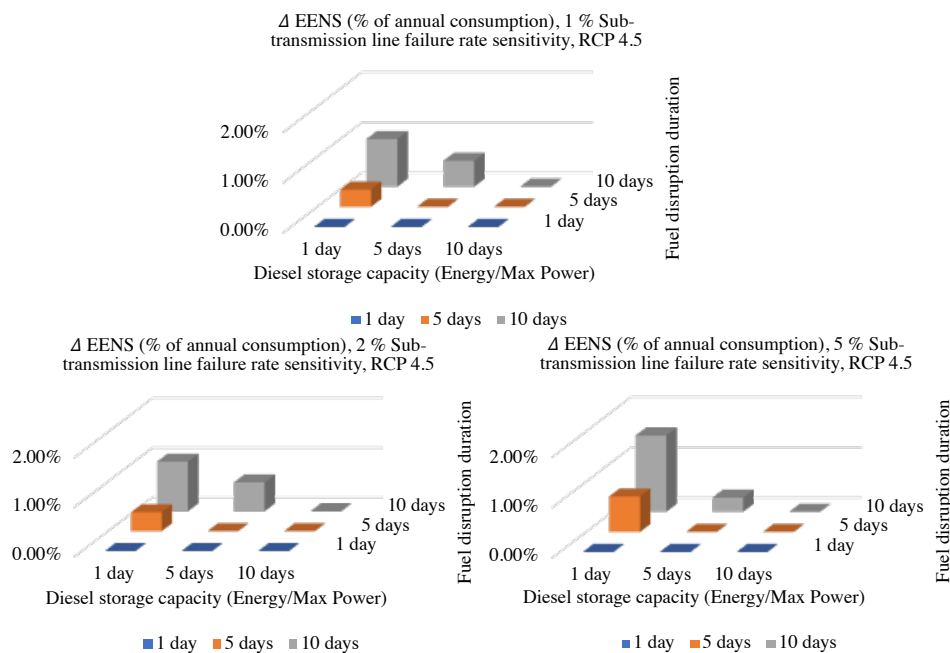 Δ EENS (% of annual consumption), 1 % Sub-
transmission line failure rate sensitivity, RCP 4.5
2.00%
1.00%
0.00%
1 day
5 days
10 days
Diesel storage capacity (Energy/Max Power)
10 days
5 days
1 day
Fuel disruption duration
1 day 5 days 10 days
Δ EENS (% of annual consumption), 2 % Sub-
transmission line failure rate sensitivity, RCP 4.5
2.00%
1.00%
0.00%
1 day
5 days
10 days
Diesel storage capacity (Energy/Max Power)
10 days
5 days
1 day
Fuel disruption duration
1 day 5 days 10 days
Δ EENS (% of annual consumption), 5 % Sub-
transmission line failure rate sensitivity, RCP 4.5
2.00%
1.00%
0.00%
1 day
5 days
10 days
Diesel storage capacity (Energy/Max Power)
10 days
5 days
1 day
Fuel disruption duration
1 day 5 days 10 days